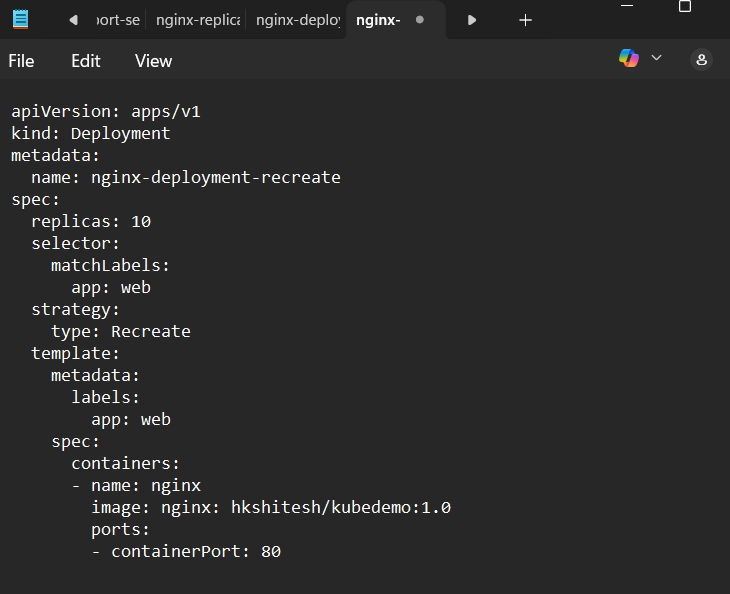 port-se nginx-replica nginx-deploy nginx-
File Edit View
apiVersion: apps/v1
kind: Deployment
metadata:
  name: nginx-deployment-recreate
spec:
  replicas: 10
  selector:
    matchLabels:
      app: web
  strategy:
    type: Recreate
  template:
    metadata:
      labels:
        app: web
    spec:
      containers:
      - name: nginx
        image: nginx: hkshitesh/kubedemo:1.0
        ports:
        - containerPort: 80